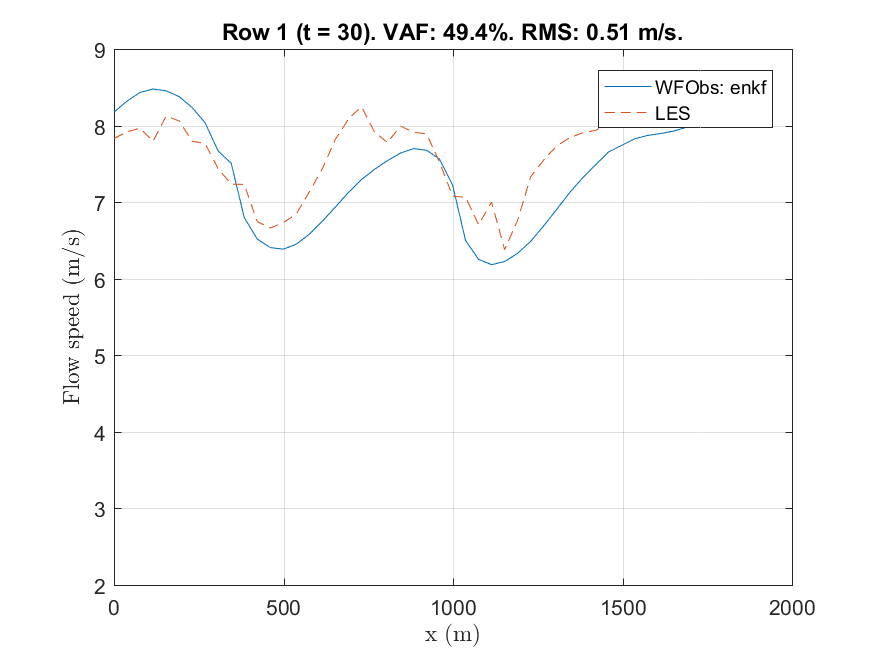 Row 1 (t = 30). VAF: 49.4%. RMS: 0.51 m/s.
9
8
7
6
5
4
3
2
Flow speed (m/s)
WFObs: enkf
LES
0 500 1000 1500 2000
x (m)